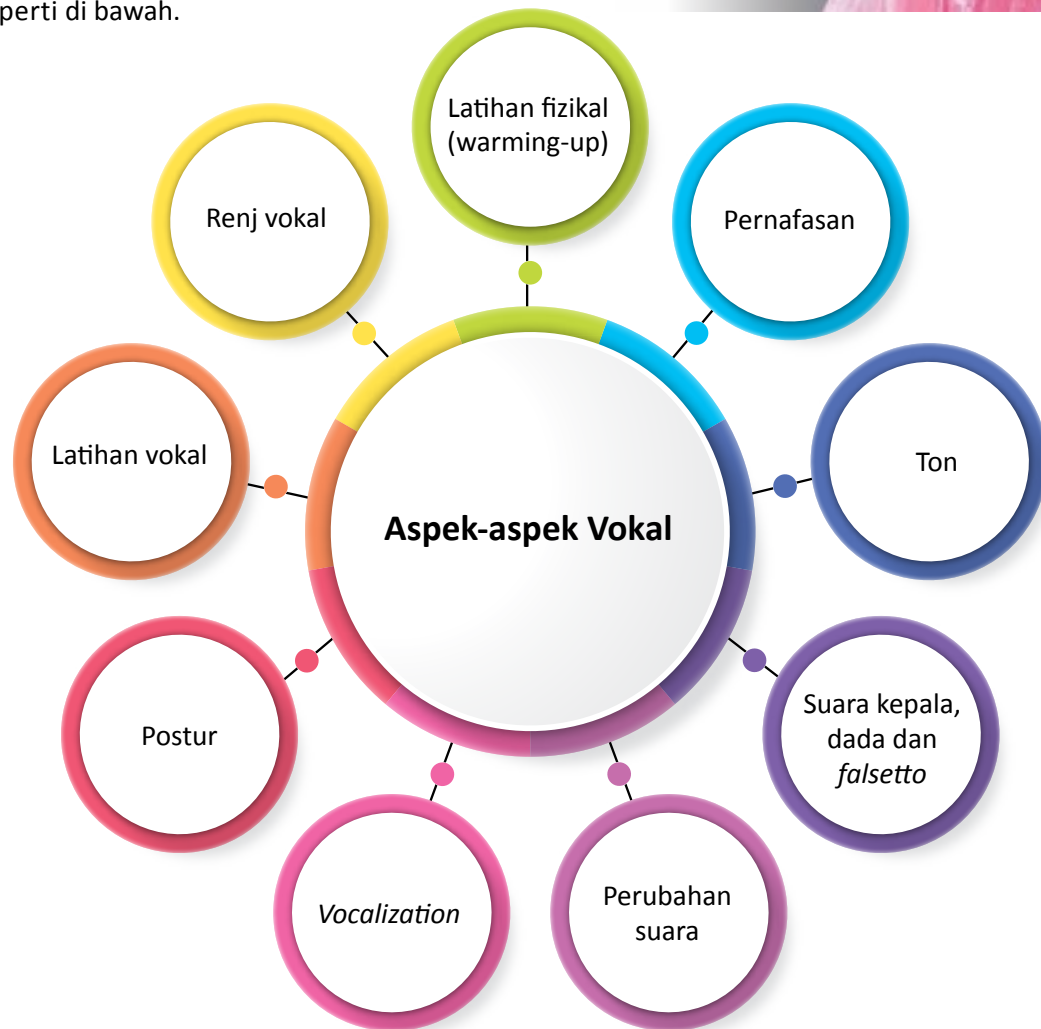 perti di bawah.
Latihan fizikal
(warming-up)
Pernafasan
Ton
Suara kepala,
dada dan
falsetto
Perubahan
suara
Vocalization
Postur
Latihan vokal
Renj vokal
Aspek-aspek Vokal